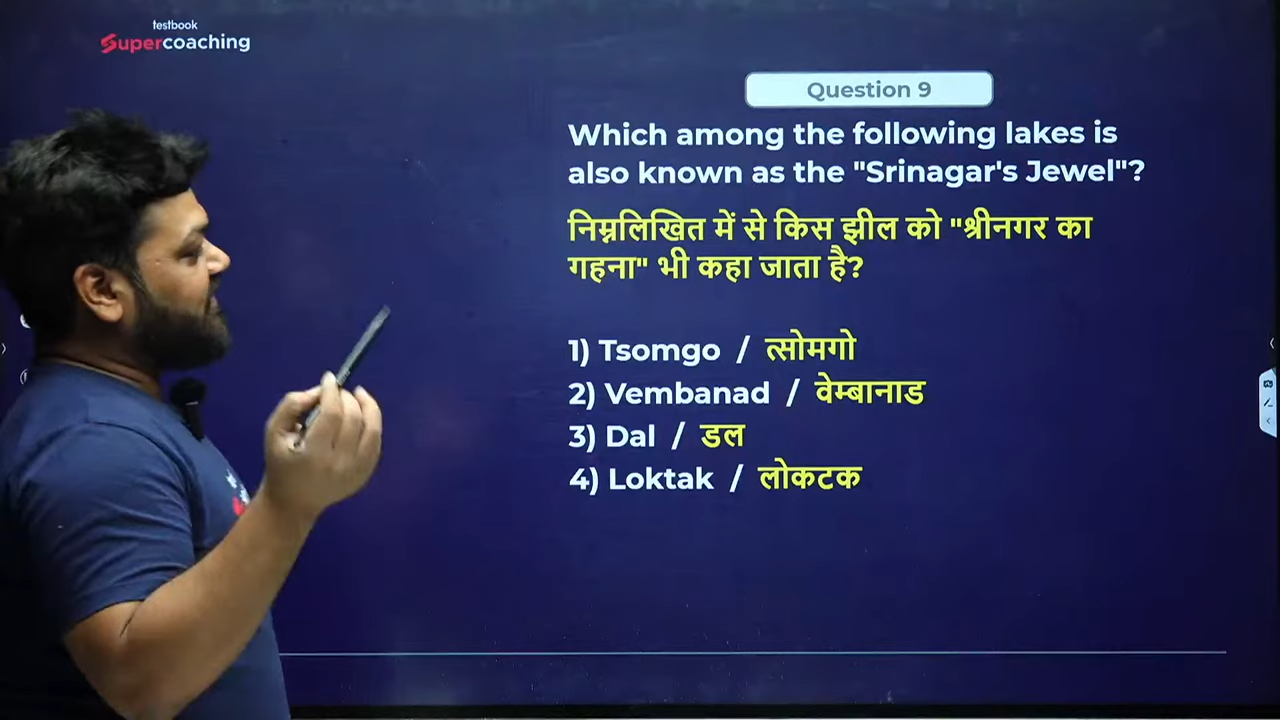 testbook
Supercoaching
Question 9
Which among the following lakes is
also known as the "Srinagar's Jewel"?
निम्नलिखित में से किस झील को "श्रीनगर का
गहना" भी कहा जाता है?
1) Tsomgo / त्सोमगो
2) Vembanad / वेम्बानाड
3) Dal / डल
4) Loktak / लोकटक